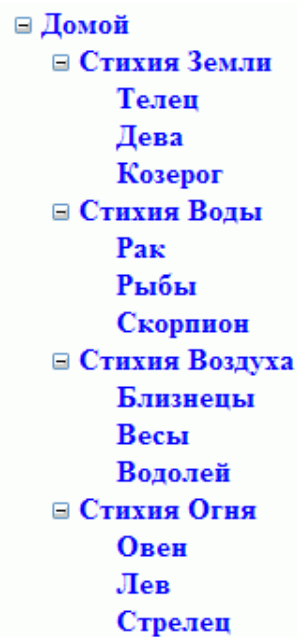 Домой
Стихия Земли
Телец
Дева
Козерог
Стихия Воды
Рак
Рыбы
Скорпион
Стихия Воздуха
Близнецы
Весы
Водолей
Стихия Огня
Овен
Лев
Стрелец